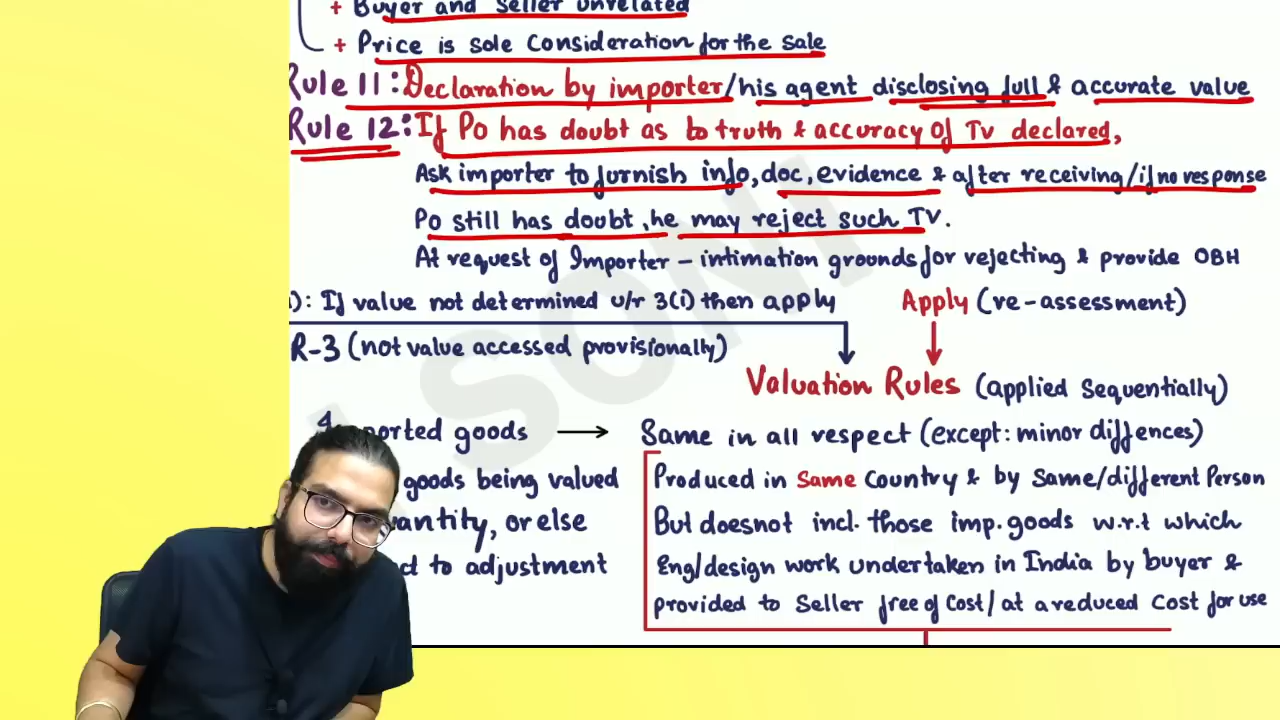 + Buyer and Seller unrelated
+ Price is sole Consideration for the sale
Rule 11: Declaration by importer/his agent disclosing full & accurate value
Rule 12: If PO has doubt as to truth & accuracy of TV declared,
Ask importer to furnish info, doc, evidence & after receiving/if no response
PO still has doubt, he may reject such TV.
At request of Importer - intimation grounds for rejecting & provide OBH
): If value not determined u/r 3(i) then apply Apply (re-assessment)
R-3 (not value accessed provisionally)
Valuation Rules (applied Sequentially)
ported goods → Same in all respect (except: minor diffences)
goods being valued Produced in Same Country & by Same/different Person
uantity, or else But doesnot incl. those imp. goods w.r.t which
d to adjustment Eng/design work undertaken in India by buyer &
provided to Seller free of Cost/at a reduced Cost for use
SONI